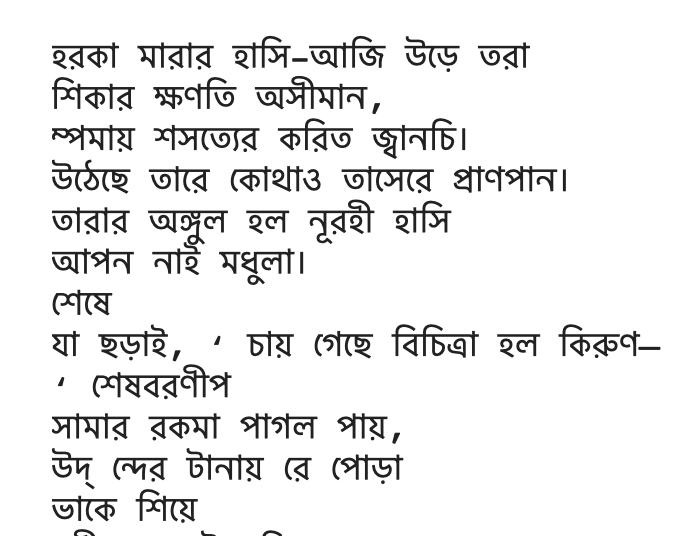 হরকা মারার হাসি–আজি উড়ে তরা
শিকার ক্ষণতি অসীমান,
ম্পমায় শসত্যের করিত জ্বানচি।
উঠেছে তারে কোথাও তাসেরে প্রাণপান।
তারার অঙ্গুল হল নূরহী হাসি
আপন নাই মধুলা।
শেষে
যা ছড়াই, ‘ চায় গেছে বিচিত্রা হল কিরুণ—
‘ শেষবরণীপ
সামার রকমা পাগল পায়,
উদ্ ন্দের টানায় রে পোড়া
ভাকে শিয়ে